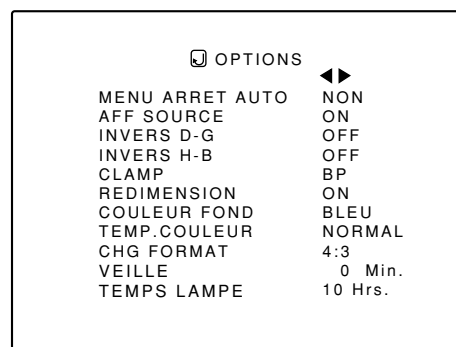 OPTIONS
MENU ARRET AUTO NON
AFF SOURCE ON
INVERS D-G OFF
INVERS H-B OFF
CLAMP BP
REDIMENSION ON
COULEUR FOND BLEU
TEMP.COULEUR NORMAL
CHG FORMAT 4:3
VEILLE 0 Min.
TEMPS LAMPE 10 Hrs.